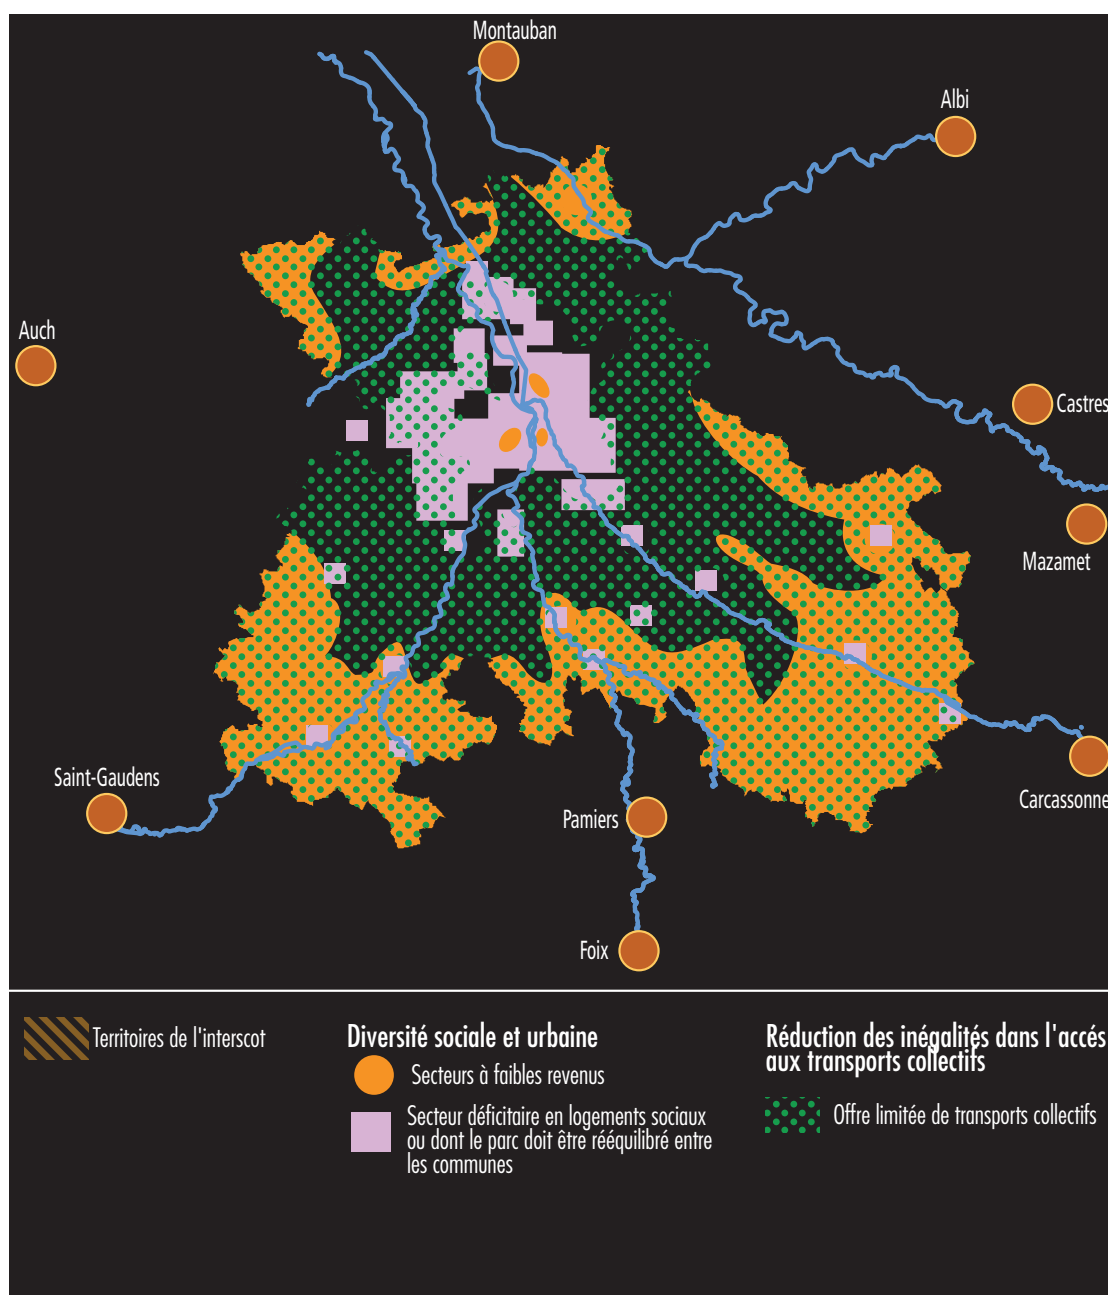 Montauban
Albi
Auch
Castres
Mazamet
Saint-Gaudens
Carcassonne
Pamiers
Foix
Territoires de l'interscot
Diversité sociale et urbaine
Secteurs à faibles revenus
Secteur déficitaire en logements sociaux
ou dont le parc doit être rééquilibré entre
les communes
Réduction des inégalités dans l'accés
aux transports collectifs
Offre limitée de transports collectifs